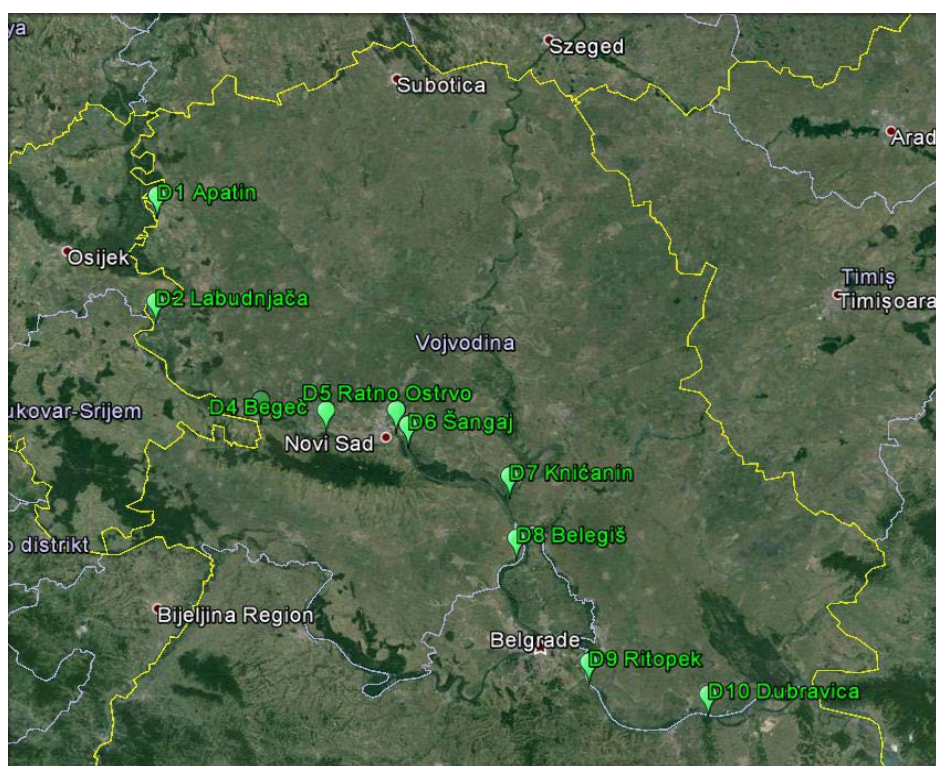 ya
Szeged
Subotica
Arad
D1 Apatin
Osijek
Timiș
Timișoara
D2 Labudnjača
Vojvodina
D5 Ratno Ostrvo
D4 Begeč
ukovar-Srijem
D6 Šangaj
Novi Sad
D7 Knićanin
D8 Belegiš
o distrikt
Bijeljina Region
Belgrade
D9 Ritopek
D10 Dubravica